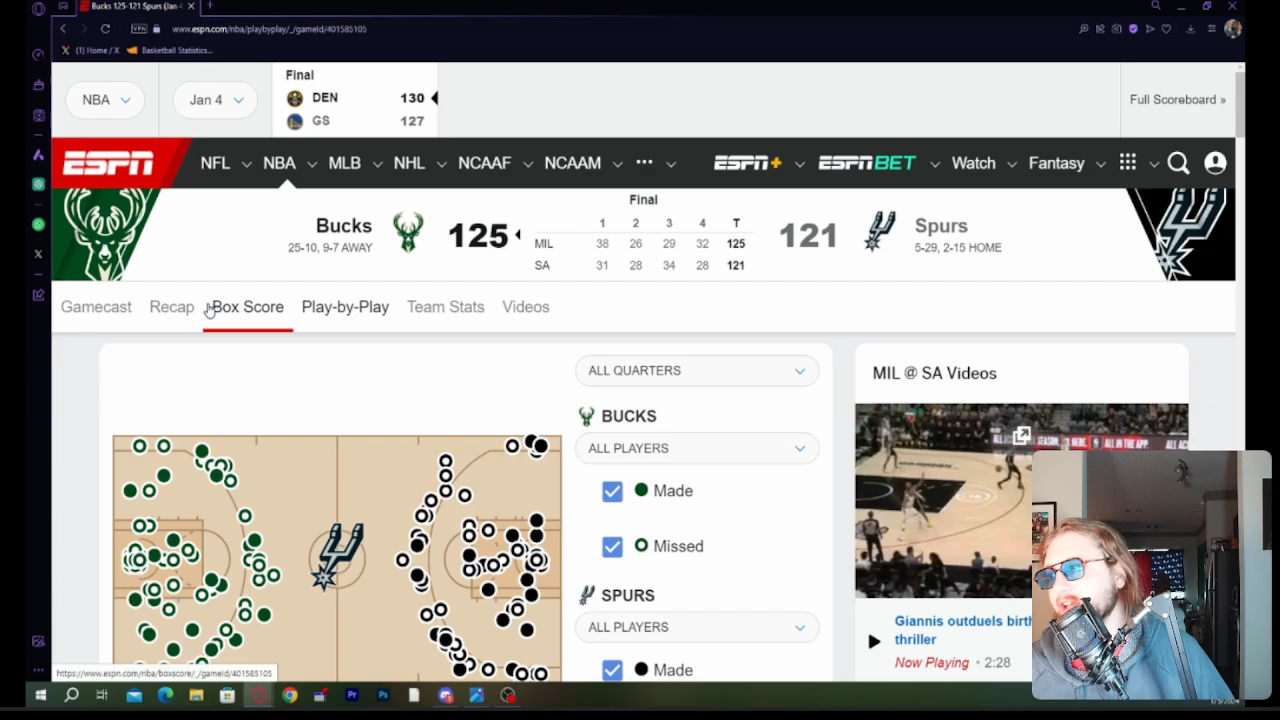 Bucks 125-121 Spurs (Jan 4
VPN
www.espn.com/nba/playbyplay/_/gameId/401585105
(1) Home / X
Basketball Statistics...
NBA
Jan 4
Final
DEN 130
GS 127
Full Scoreboard »
ESPN
NFL NBA MLB NHL NCAAF NCAAM ESPN+ ESPN BET Watch Fantasy
Bucks
25-10, 9-7 AWAY
125
Final
1 2 3 4 T
MIL 38 26 29 32 125
SA 31 28 34 28 121
121
Spurs
5-29, 2-15 HOME
Gamecast Recap Box Score Play-by-Play Team Stats Videos
ALL QUARTERS
BUCKS
ALL PLAYERS
Made
Missed
SPURS
ALL PLAYERS
Made
MIL @ SA Videos
Giannis outduels birt
thriller
Now Playing • 2:28
https://www.espn.com/nba/boxscore/_/gameId/401585105